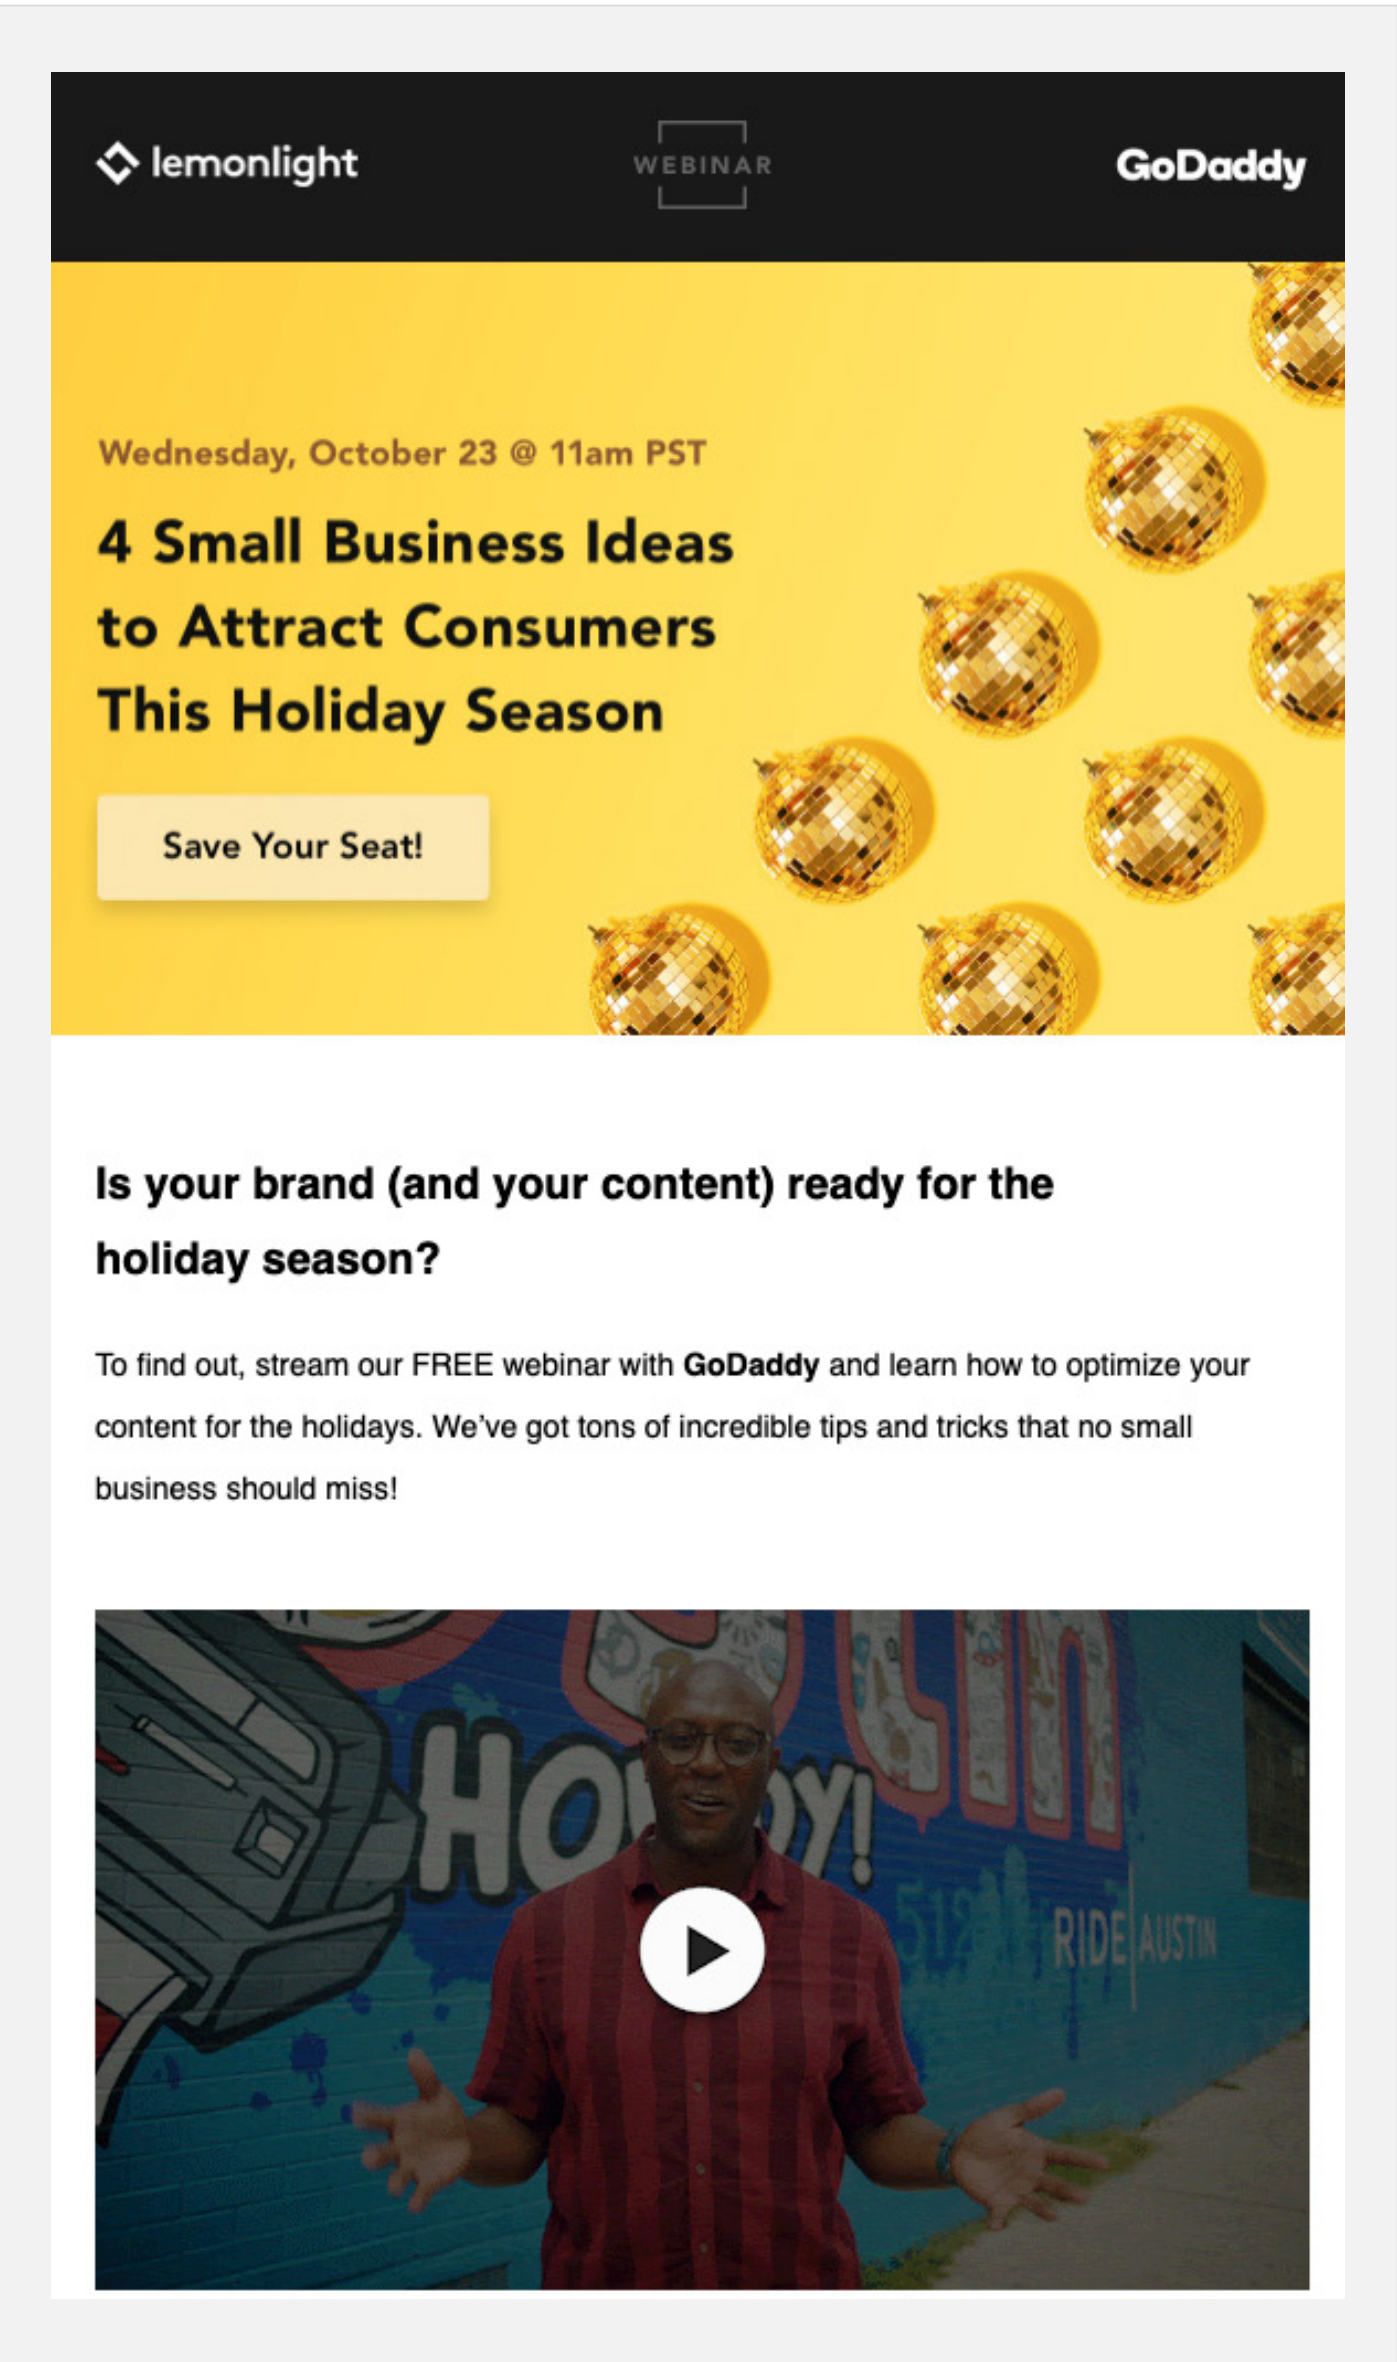 lemonlight
WEBINAR
GoDaddy
Wednesday, October 23 @ 11am PST
4 Small Business Ideas
to Attract Consumers
This Holiday Season
Save Your Seat!
Is your brand (and your content) ready for the
holiday season?
To find out, stream our FREE webinar with GoDaddy and learn how to optimize your
content for the holidays. We've got tons of incredible tips and tricks that no small
business should miss!
512
RIDE|AUSTIN